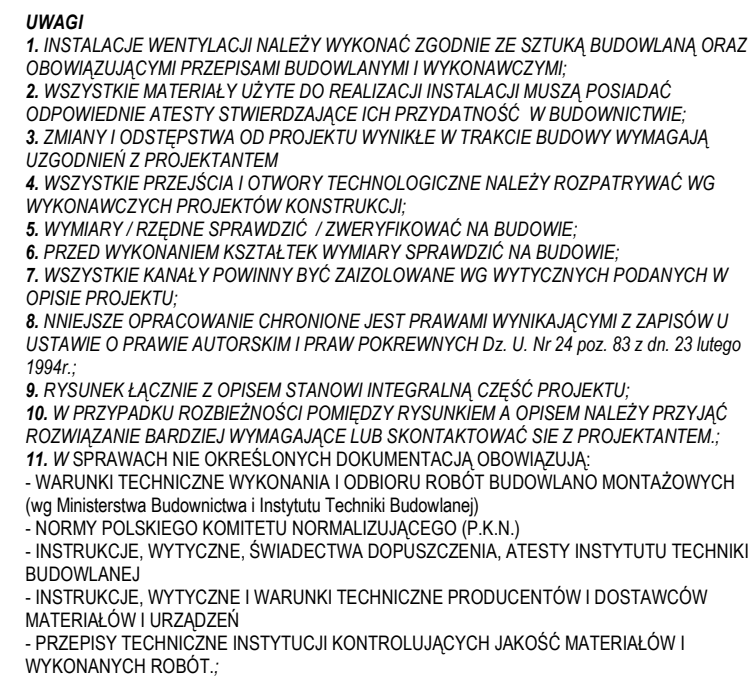 UWAGI
1. INSTALACJE WENTYLACJI NALEŻY WYKONAĆ ZGODNIE ZE SZTUKĄ BUDOWLANĄ ORAZ
OBOWIĄZUJĄCYMI PRZEPISAMI BUDOWLANYMI I WYKONAWCZYMI;
2. WSZYSTKIE MATERIAŁY UŻYTE DO REALIZACJI INSTALACJI MUSZĄ POSIADAĆ
ODPOWIEDNIE ATESTY STWIERDZAJĄCE ICH PRZYDATNOŚĆ W BUDOWNICTWIE;
3. ZMIANY I ODSTĘPSTWA OD PROJEKTU WYNIKŁE W TRAKCIE BUDOWY WYMAGAJĄ
UZGODNIEŃ Z PROJEKTANTEM
4. WSZYSTKIE PRZEJŚCIA I OTWORY TECHNOLOGICZNE NALEŻY ROZPATRYWAĆ WG
WYKONAWCZYCH PROJEKTÓW KONSTRUKCJI;
5. WYMIARY / RZĘDNE SPRAWDZIĆ / ZWERYFIKOWAĆ NA BUDOWIE;
6. PRZED WYKONANIEM KSZTAŁTEK WYMIARY SPRAWDZIĆ NA BUDOWIE;
7. WSZYSTKIE KANAŁY POWINNY BYĆ ZAIZOLOWANE WG WYTYCZNYCH PODANYCH W
OPISIE PROJEKTU;
8. NNIEJSZE OPRACOWANIE CHRONIONE JEST PRAWAMI WYNIKAJĄCYMI Z ZAPISÓW U
USTAWIE O PRAWIE AUTORSKIM I PRAW POKREWNYCH Dz. U. Nr 24 poz. 83 z dn. 23 lutego
1994r.;
9. RYSUNEK ŁĄCZNIE Z OPISEM STANOWI INTEGRALNĄ CZĘŚĆ PROJEKTU;
10. W PRZYPADKU ROZBIEŻNOŚCI POMIĘDZY RYSUNKIEM A OPISEM NALEŻY PRZYJĄĆ
ROZWIĄZANIE BARDZIEJ WYMAGAJĄCE LUB SKONTAKTOWAĆ SIE Z PROJEKTANTEM.;
11. W SPRAWACH NIE OKREŚLONYCH DOKUMENTACJĄ OBOWIĄZUJĄ:
- WARUNKI TECHNICZNE WYKONANIA I ODBIORU ROBÓT BUDOWLANO MONTAŻOWYCH
(wg Ministerstwa Budownictwa i Instytutu Techniki Budowlanej)
- NORMY POLSKIEGO KOMITETU NORMALIZUJĄCEGO (P.K.N.)
- INSTRUKCJE, WYTYCZNE, ŚWIADECTWA DOPUSZCZENIA, ATESTY INSTYTUTU TECHNIKI
BUDOWLANEJ
- INSTRUKCJE, WYTYCZNE I WARUNKI TECHNICZNE PRODUCENTÓW I DOSTAWCÓW
MATERIAŁÓW I URZĄDZEŃ
- PRZEPISY TECHNICZNE INSTYTUCJI KONTROLUJĄCYCH JAKOŚĆ MATERIAŁÓW I
WYKONANYCH ROBÓT.;